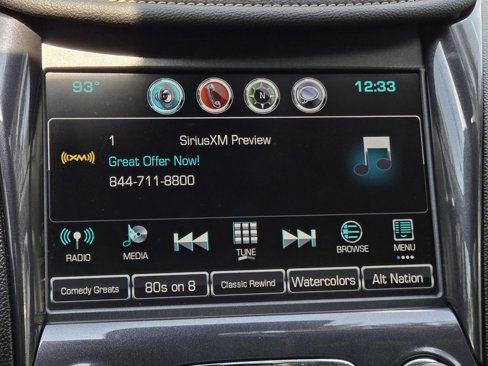 93° 12:33
N
1 SiriusXM Preview
((XM))
Great Offer Now!
844-711-8800
RADIO MEDIA TUNE BROWSE MENU
Comedy Greats 80s on 8 Classic Rewind Watercolors Alt Nation